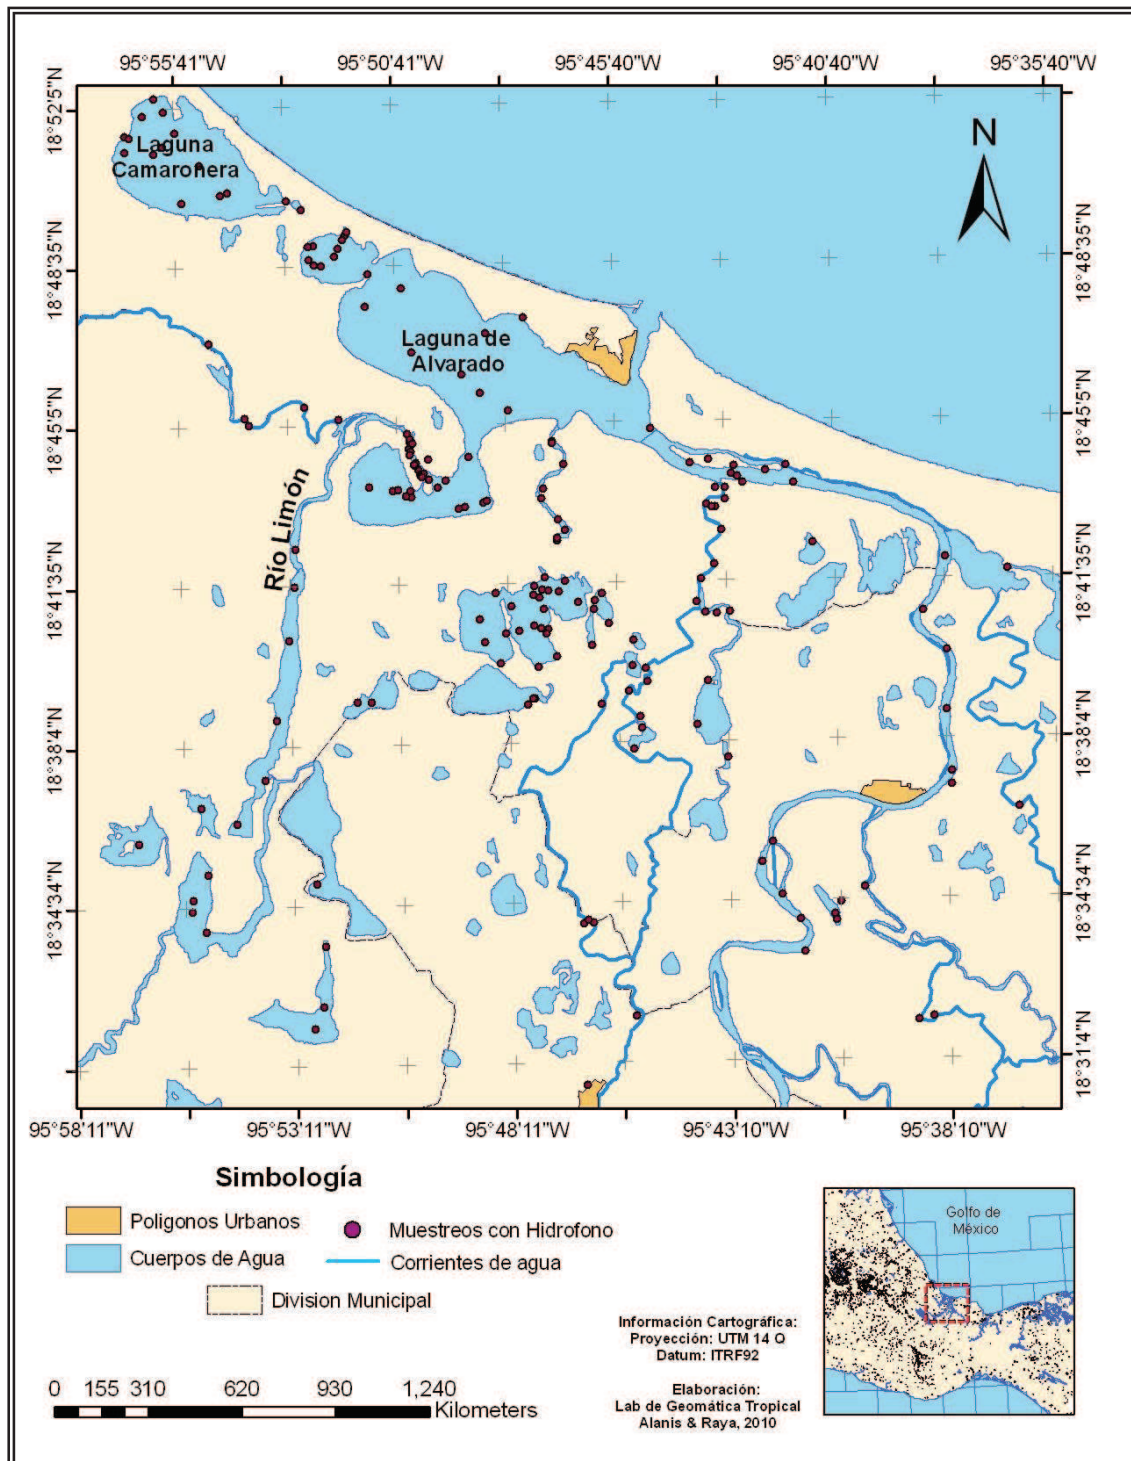 95°55'41"W 95°50'41"W 95°45'40"W 95°40'40"W 95°35'40"W
18°52'5"N
18°48'35"N
18°45'5"N
18°41'35"N
18°38'4"N
18°34'34"N
18°48'35"N
18°45'5"N
18°41'35"N
18°38'4"N
18°34'34"N
18°31'4"N
N
Laguna
Camaronera
Laguna de
Alvarado
Río Limón
95°58'11"W 95°53'11"W 95°48'11"W 95°43'10"W 95°38'10"W
Simbología
Poligonos Urbanos
Muestreos con Hidrofono
Cuerpos de Agua
Corrientes de agua
Division Municipal
0 155 310 620 930 1,240
Kilometers
Información Cartográfica:
Proyección: UTM 14 Q
Datum: ITRF92
Elaboración:
Lab de Geomática Tropical
Alanis & Raya, 2010
Golfo de
México